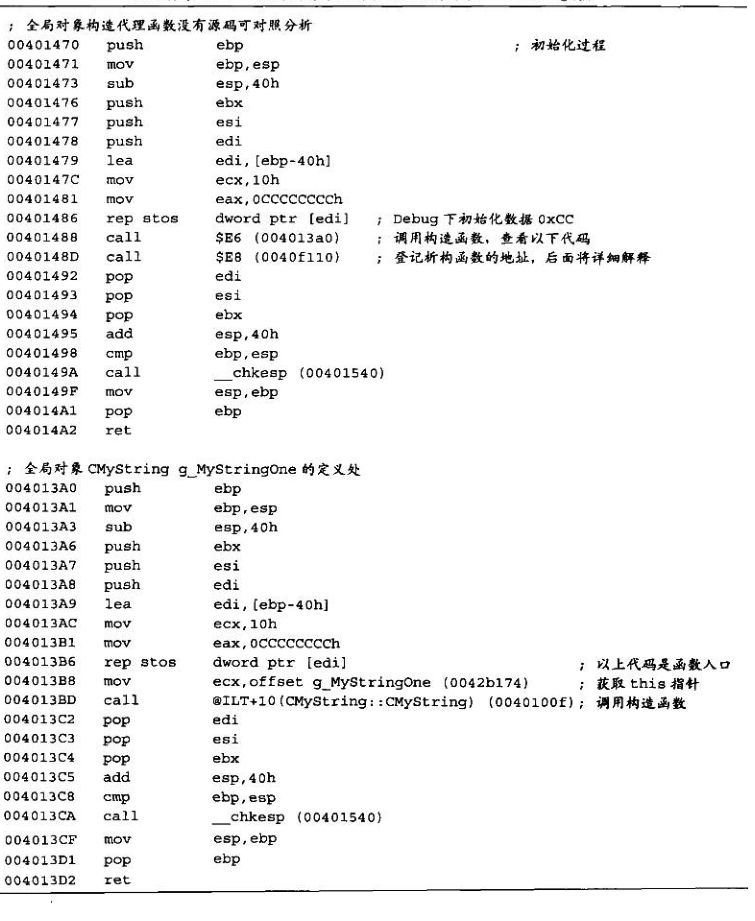 ; 全局对象构造代理函数没有源码可对照分析
00401470 push ebp ; 初始化过程
00401471 mov ebp,esp
00401473 sub esp,40h
00401476 push ebx
00401477 push esi
00401478 push edi
00401479 lea edi,[ebp-40h]
0040147C mov ecx,10h
00401481 mov eax,0CCCCCCCCh
00401486 rep stos dword ptr [edi] ; Debug 下初始化数据 0xCC
00401488 call $E6 (004013a0) ; 调用构造函数，查看以下代码
0040148D call $E8 (0040f110) ; 登记析构函数的地址，后面将详细解释
00401492 pop edi
00401493 pop esi
00401494 pop ebx
00401495 add esp,40h
00401498 cmp ebp,esp
0040149A call __chkesp (00401540)
0040149F mov esp,ebp
004014A1 pop ebp
004014A2 ret
; 全局对象 CMyString g_MyStringOne 的定义处
004013A0 push ebp
004013A1 mov ebp,esp
004013A3 sub esp,40h
004013A6 push ebx
004013A7 push esi
004013A8 push edi
004013A9 lea edi,[ebp-40h]
004013AC mov ecx,10h
004013B1 mov eax,0CCCCCCCCh
004013B6 rep stos dword ptr [edi] ; 以上代码是函数入口
004013B8 mov ecx,offset g_MyStringOne (0042b174) ; 获取 this 指针
004013BD call @ILT+10(CMyString::CMyString) (0040100f); 调用构造函数
004013C2 pop edi
004013C3 pop esi
004013C4 pop ebx
004013C5 add esp,40h
004013C8 cmp ebp,esp
004013CA call __chkesp (00401540)
004013CF mov esp,ebp
004013D1 pop ebp
004013D2 ret